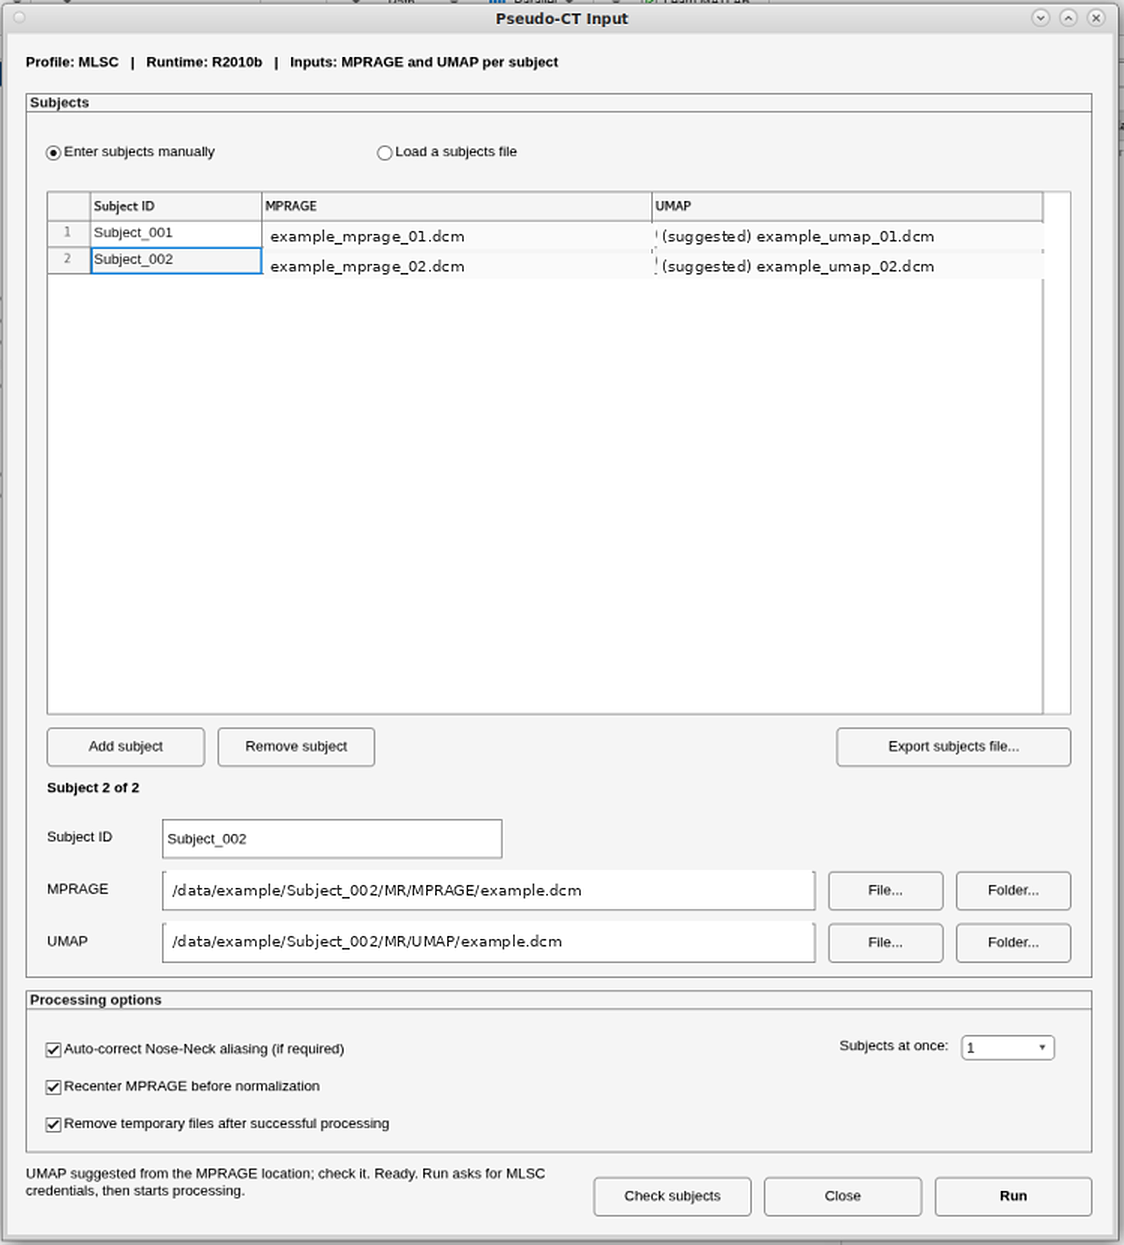 Pseudo-CT Input
Profile: MLSC | Runtime: R2010b | Inputs: MPRAGE and UMAP per subject
Subjects
Enter subjects manually Load a subjects file
Subject ID MPRAGE UMAP
1 Subject_001 example_mprage_01.dcm (suggested) example_umap_01.dcm
2 Subject_002 example_mprage_02.dcm (suggested) example_umap_02.dcm
Add subject Remove subject Export subjects file...
Subject 2 of 2
Subject ID Subject_002
MPRAGE /data/example/Subject_002/MR/MPRAGE/example.dcm File... Folder...
UMAP /data/example/Subject_002/MR/UMAP/example.dcm File... Folder...
Processing options
Auto-correct Nose-Neck aliasing (if required) Subjects at once: 1
Recenter MPRAGE before normalization
Remove temporary files after successful processing
UMAP suggested from the MPRAGE location; check it. Ready. Run asks for MLSC
credentials, then starts processing.
Check subjects Close Run